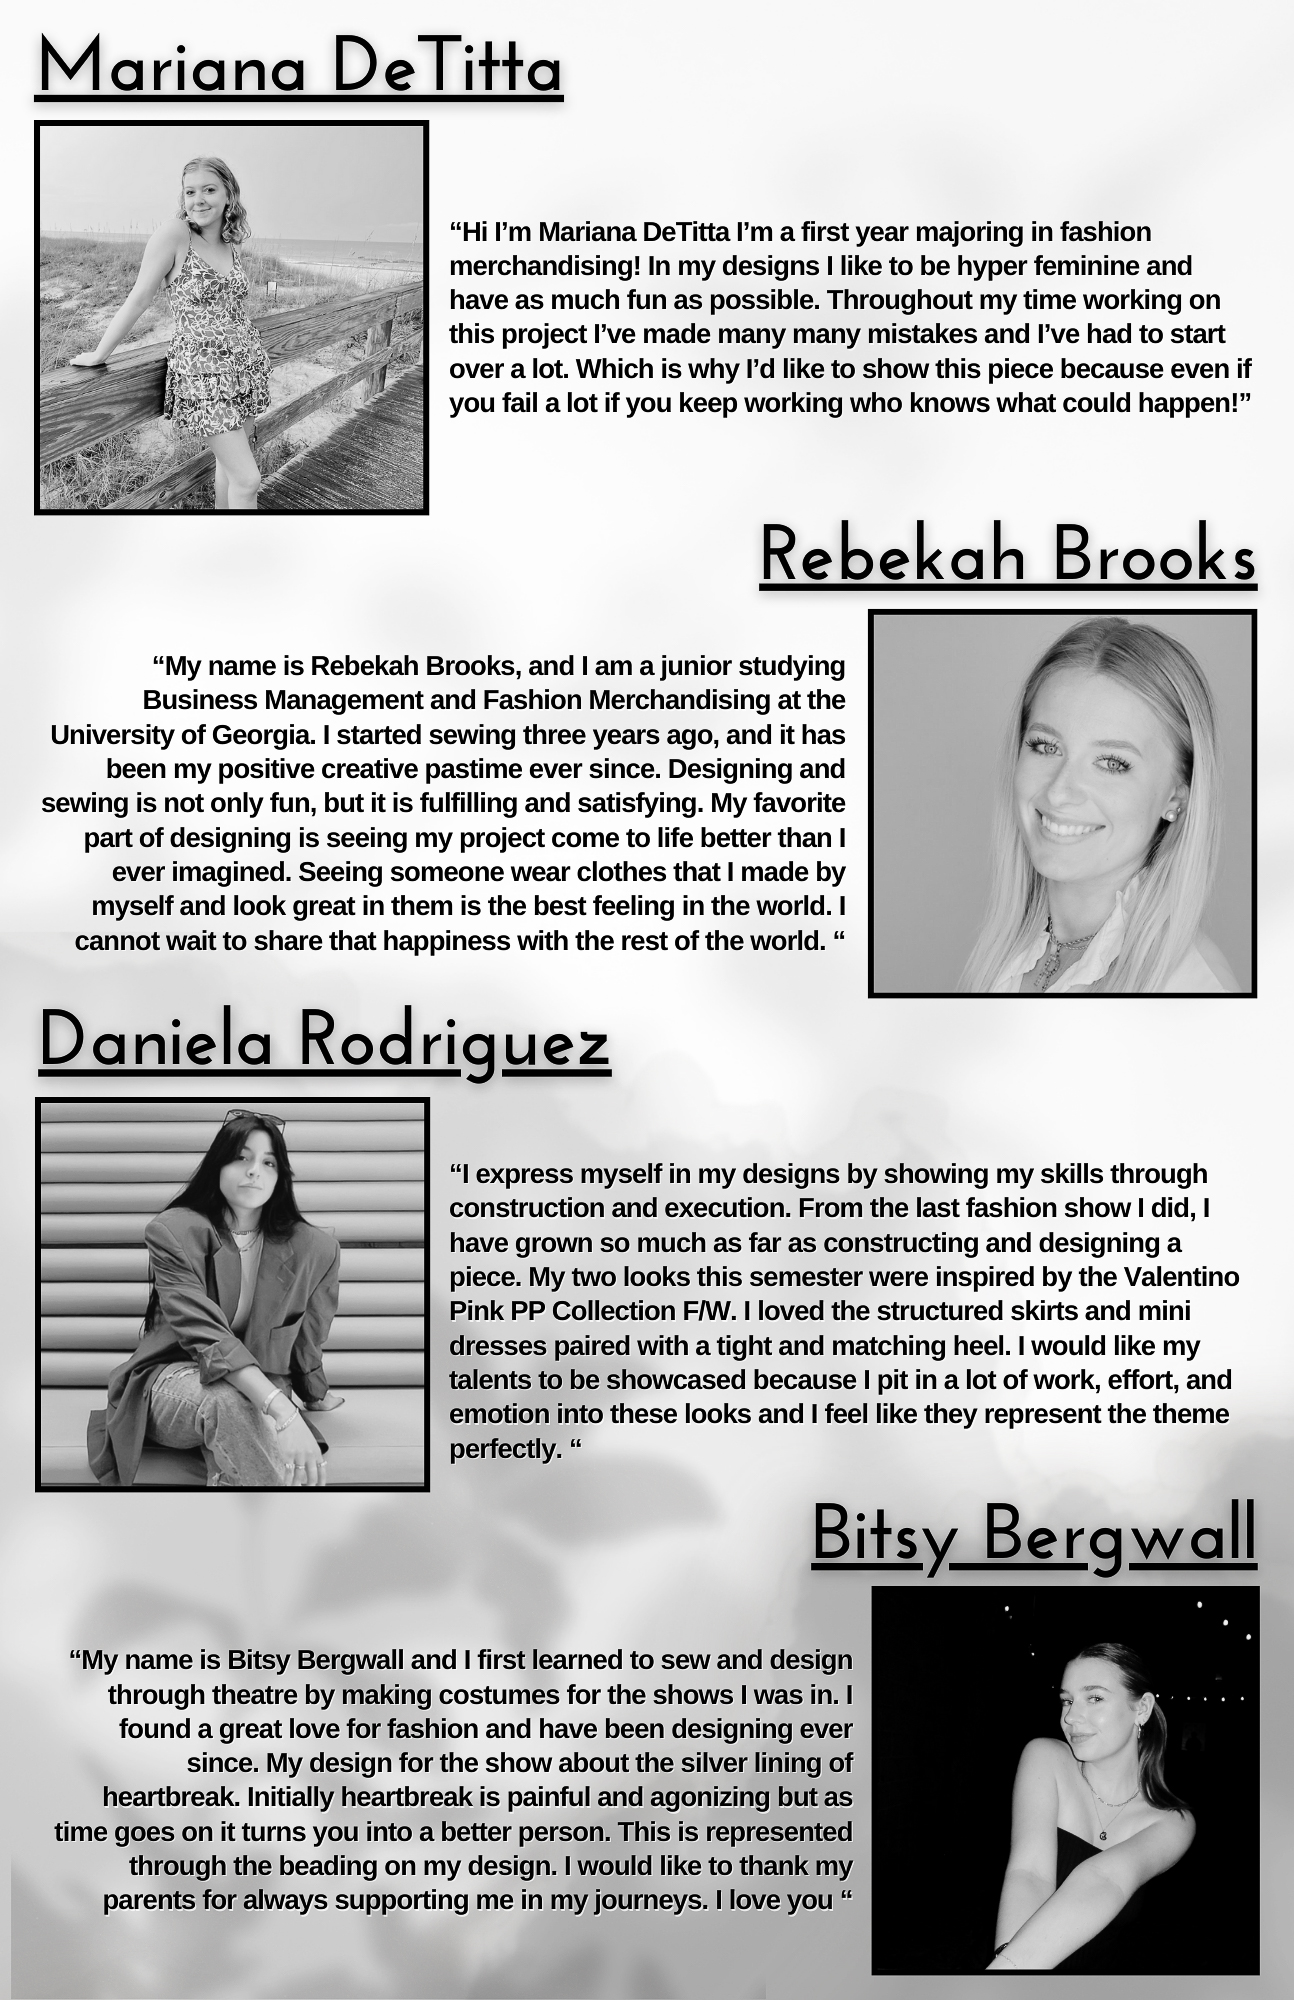 Mariana DeTitta
“Hi I’m Mariana DeTitta I’m a first year majoring in fashion
merchandising! In my designs I like to be hyper feminine and
have as much fun as possible. Throughout my time working on
this project I’ve made many many mistakes and I’ve had to start
over a lot. Which is why I’d like to show this piece because even if
you fail a lot if you keep working who knows what could happen!”
Rebekah Brooks
“My name is Rebekah Brooks, and I am a junior studying
Business Management and Fashion Merchandising at the
University of Georgia. I started sewing three years ago, and it has
been my positive creative pastime ever since. Designing and
sewing is not only fun, but it is fulfilling and satisfying. My favorite
part of designing is seeing my project come to life better than I
ever imagined. Seeing someone wear clothes that I made by
myself and look great in them is the best feeling in the world. I
cannot wait to share that happiness with the rest of the world. “
Daniela Rodriguez
“I express myself in my designs by showing my skills through
construction and execution. From the last fashion show I did, I
have grown so much as far as constructing and designing a
piece. My two looks this semester were inspired by the Valentino
Pink PP Collection F/W. I loved the structured skirts and mini
dresses paired with a tight and matching heel. I would like my
talents to be showcased because I pit in a lot of work, effort, and
emotion into these looks and I feel like they represent the theme
perfectly. “
Bitsy Bergwall
“My name is Bitsy Bergwall and I first learned to sew and design
through theatre by making costumes for the shows I was in. I
found a great love for fashion and have been designing ever
since. My design for the show about the silver lining of
heartbreak. Initially heartbreak is painful and agonizing but as
time goes on it turns you into a better person. This is represented
through the beading on my design. I would like to thank my
parents for always supporting me in my journeys. I love you “